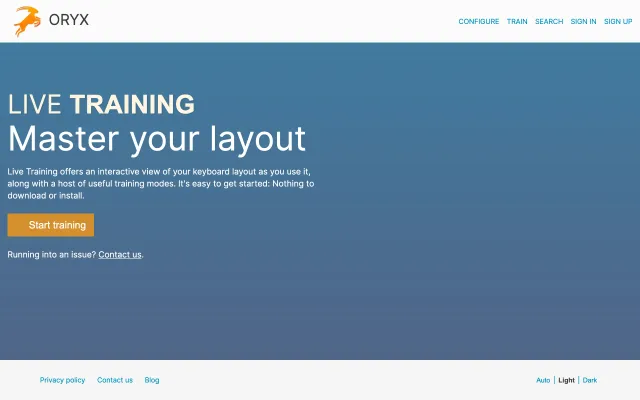 ORYX
CONFIGURE TRAIN SEARCH SIGN IN SIGN UP
LIVE TRAINING
Master your layout
Live Training offers an interactive view of your keyboard layout as you use it,
along with a host of useful training modes. It's easy to get started: Nothing to
download or install.
Start training
Running into an issue? Contact us.
Privacy policy Contact us Blog
Auto | Light | Dark